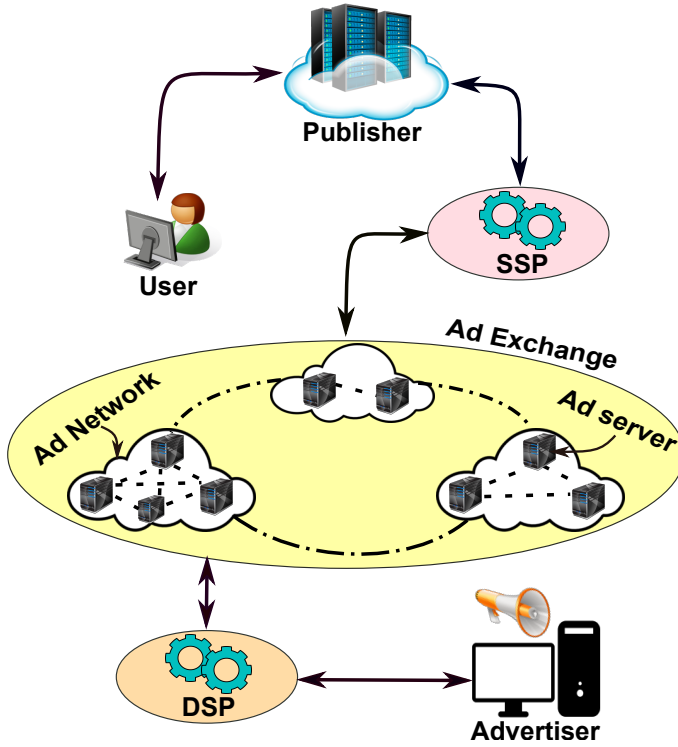 Publisher
User
SSP
Ad Exchange
Ad Network
Ad server
DSP
Advertiser